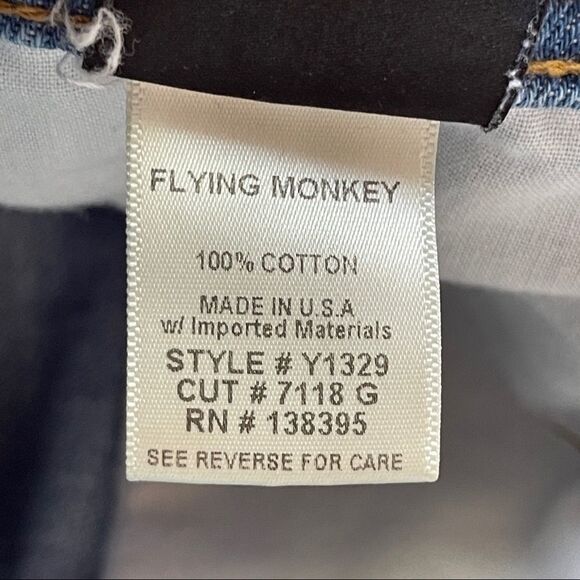 FLYING MONKEY
100% COTTON
MADE IN U.S.A
w/ Imported Materials
STYLE # Y1329
CUT # 7118 G
RN # 138395
SEE REVERSE FOR CARE